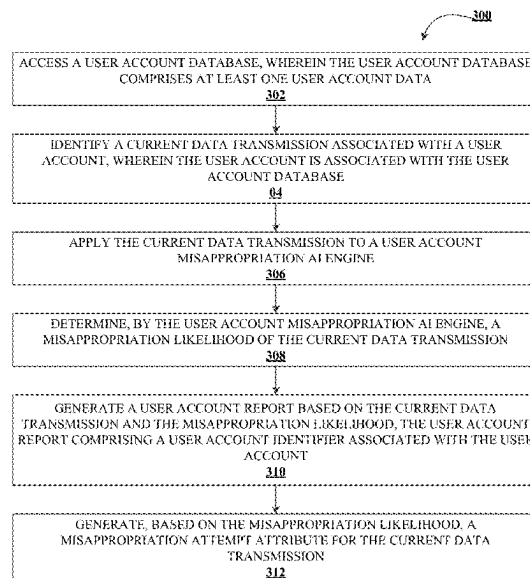 300
ACCESS A USER ACCOUNT DATABASE, WHEREIN THE USER ACCOUNT DATABASE
COMPRISES AT LEAST ONE USER ACCOUNT DATA
302
IDENTIFY A CURRENT DATA TRANSMISSION ASSOCIATED WITH A USER
ACCOUNT, WHEREIN THE USER ACCOUNT IS ASSOCIATED WITH THE USER
ACCOUNT DATABASE
04
APPLY THE CURRENT DATA TRANSMISSION TO A USER ACCOUNT
MISAPPROPRIATION AI ENGINE
306
DETERMINE, BY THE USER ACCOUNT MISAPPROPRIATION AI ENGINE, A
MISAPPROPRIATION LIKELIHOOD OF THE CURRENT DATA TRANSMISSION
308
GENERATE A USER ACCOUNT REPORT BASED ON THE CURRENT DATA
TRANSMISSION AND THE MISAPPROPRIATION LIKELIHOOD, THE USER ACCOUNT
REPORT COMPRISING A USER ACCOUNT IDENTIFIER ASSOCIATED WITH THE USER
ACCOUNT
310
GENERATE, BASED ON THE MISAPPROPRIATION LIKELIHOOD, A
MISAPPROPRIATION ATTEMPT ATTRIBUTE FOR THE CURRENT DATA
TRANSMISSION
312